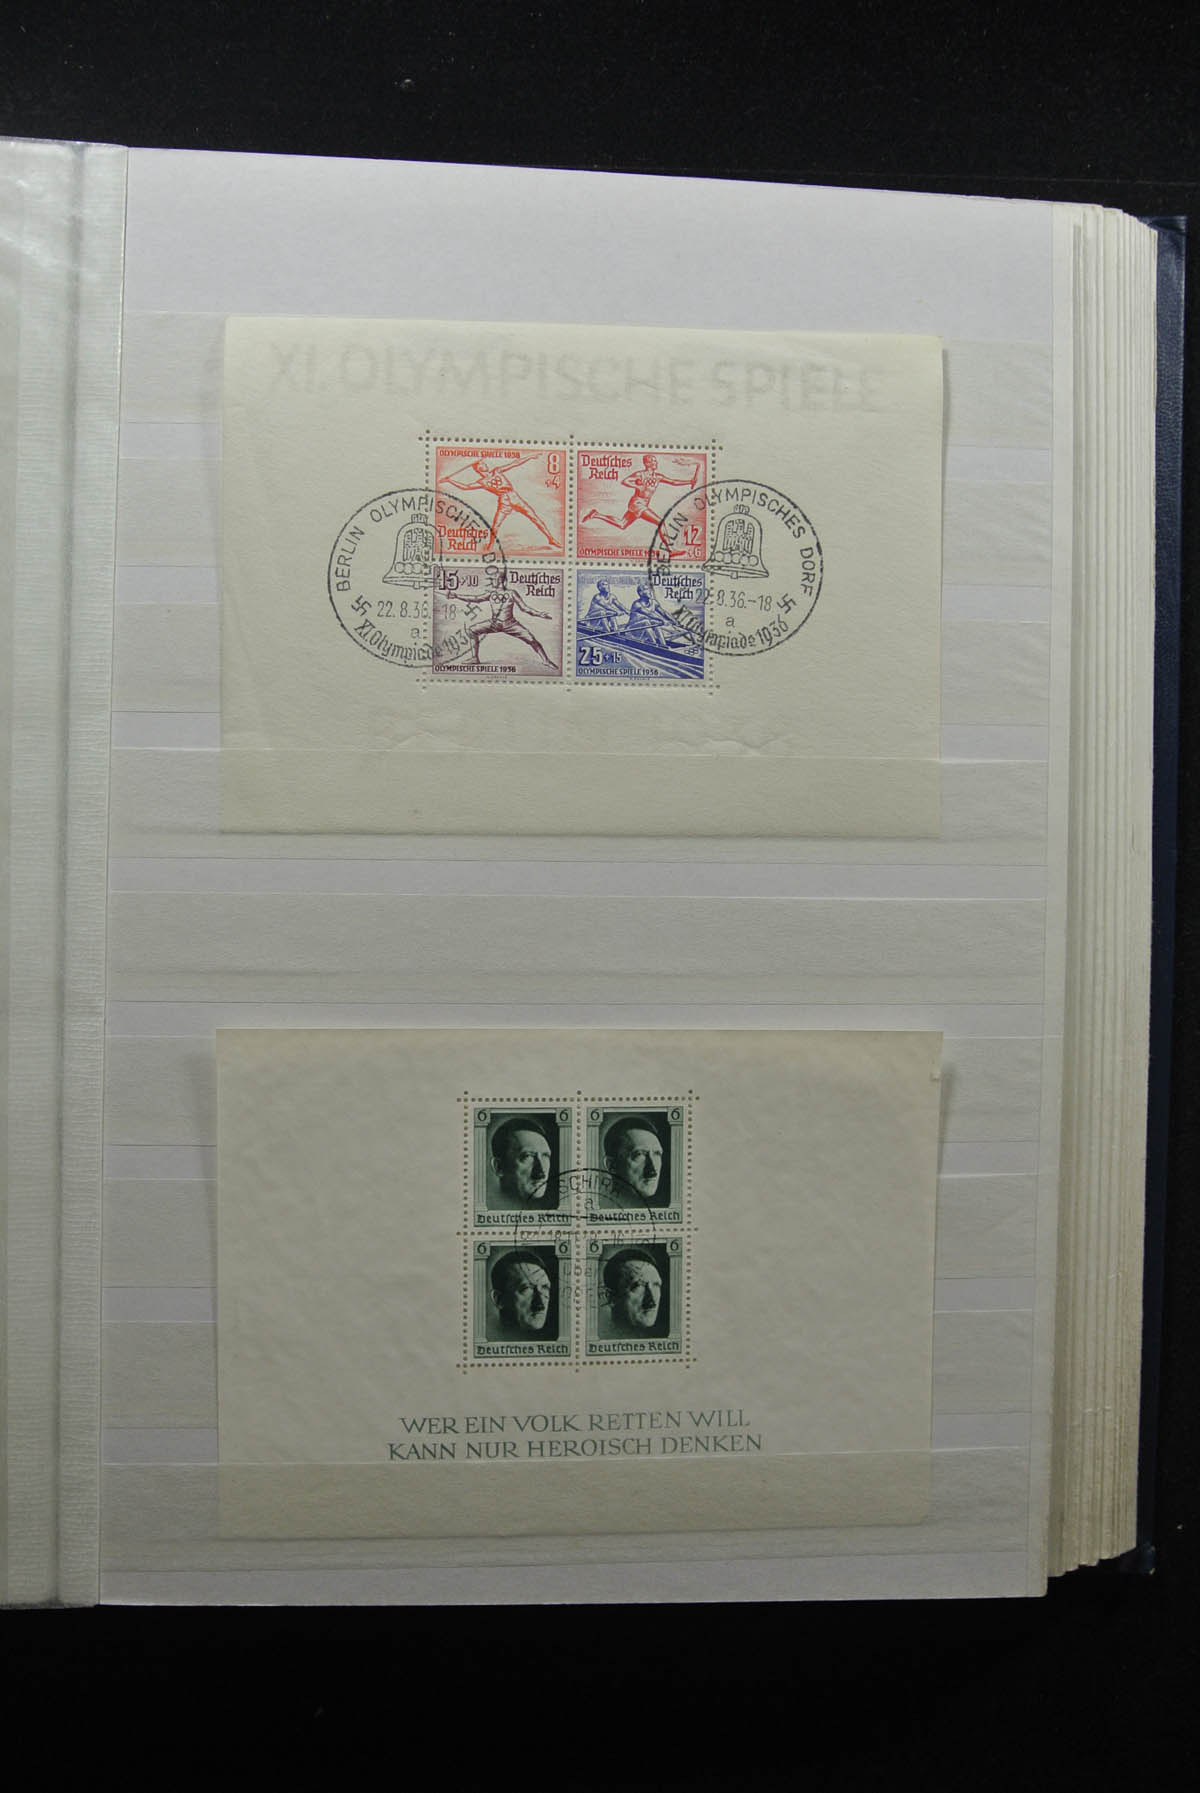 XI. OLYMPISCHE SPIELE
OLYMPISCHE SPIELE 1936
8
+4
Deutsches
Reich
Deutsches
Reich
12
+6
OLYMPISCHE SPIELE 1936
15+10
Deutsches
Reich
OLYMPISCHE SPIELE 1936
25+15
OLYMPISCHE SPIELE 1936
BERLIN OLYMPISCHES DORF
22.8.36.-18
a
XI. Olympiade 1936
BERLIN OLYMPISCHES DORF
22.8.36.-18
a
XI. Olympiade 1936
6 6
Deutsches Reich
6 6
Deutsches Reich
6 6
Deutsches Reich
6 6
Deutsches Reich
a
WER EIN VOLK RETTEN WILL
KANN NUR HEROISCH DENKEN